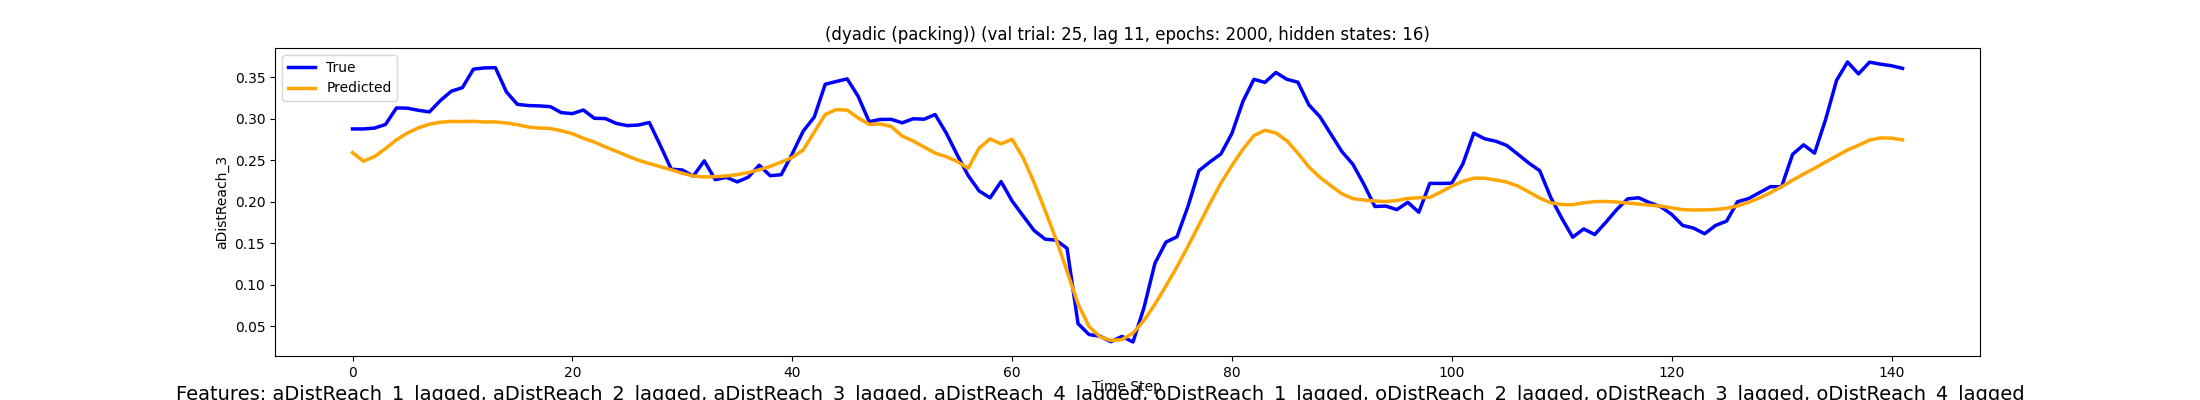 (dyadic (packing)) (val trial: 25, lag 11, epochs: 2000, hidden states: 16)
True
Predicted
aDistReach_3
0.35
0.30
0.25
0.20
0.15
0.10
0.05
0 20 40 60 80 100 120 140
Time Step
Features: aDistReach_1_lagged, aDistReach_2_lagged, aDistReach_3_lagged, aDistReach_4_lagged, oDistReach_1_lagged, oDistReach_2_lagged, oDistReach_3_lagged, oDistReach_4_lagged